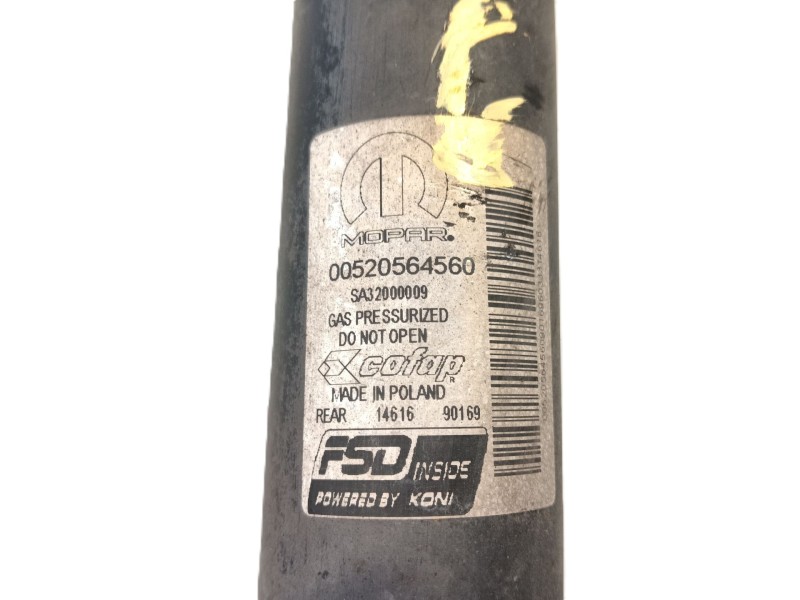 MOPAR.
00520564560
SA32000009
GAS PRESSURIZED
DO NOT OPEN
cofap
MADE IN POLAND
REAR 14616 90169
FSD INSIDE
POWERED BY KONI